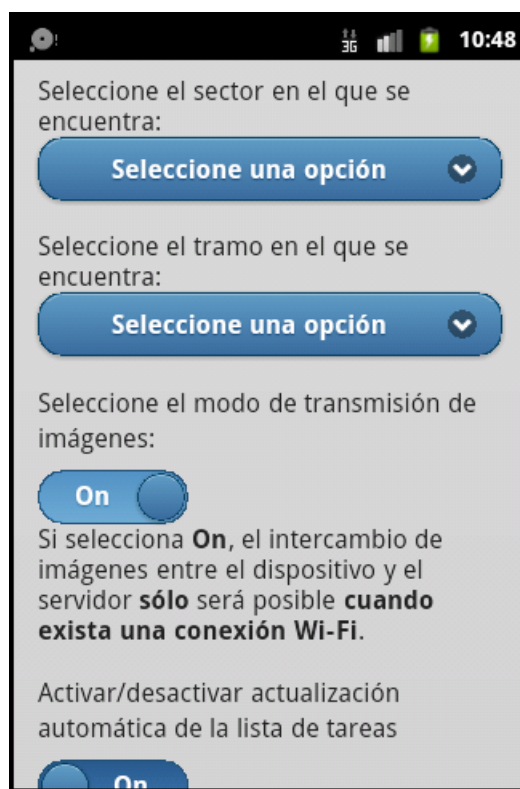 3G 10:48
Seleccione el sector en el que se
encuentra:
Seleccione una opción
Seleccione el tramo en el que se
encuentra:
Seleccione una opción
Seleccione el modo de transmisión de
imágenes:
On
Si selecciona On, el intercambio de
imágenes entre el dispositivo y el
servidor sólo será posible cuando
exista una conexión Wi-Fi.
Activar/desactivar actualización
automática de la lista de tareas
On